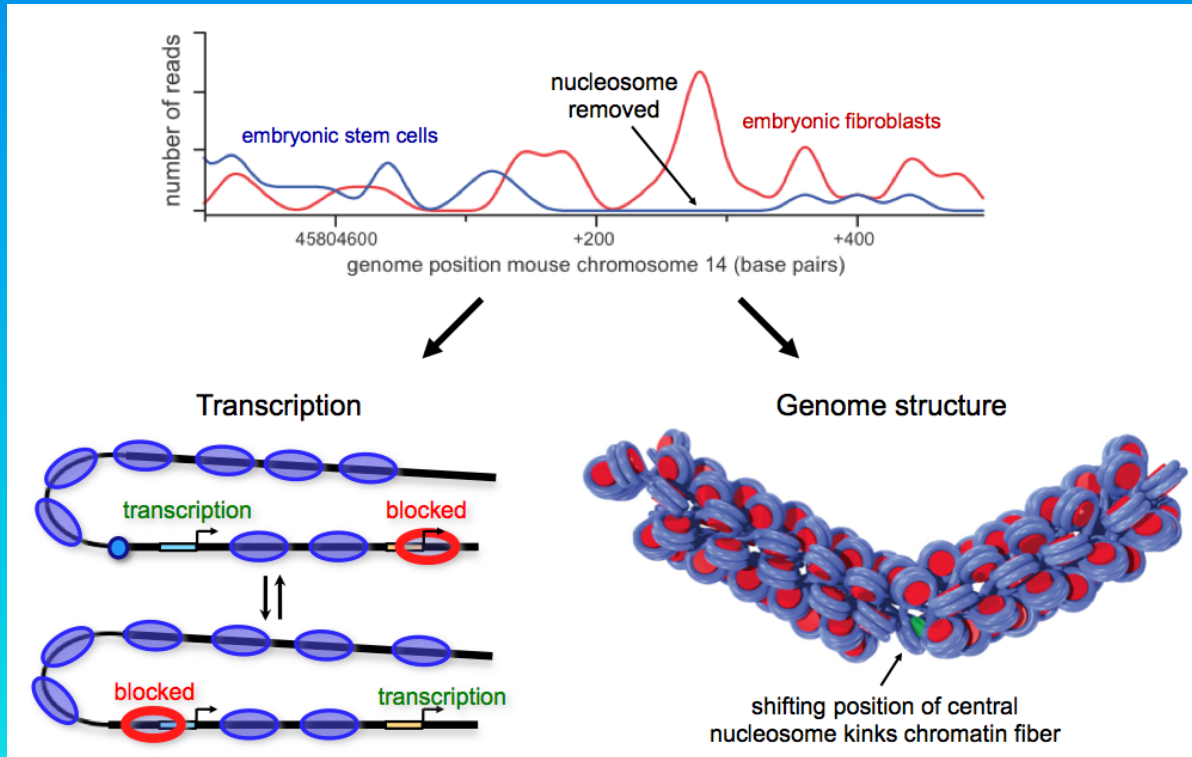 number of reads
embryonic stem cells
nucleosome
removed
embryonic fibroblasts
45804600
+200
+400
genome position mouse chromosome 14 (base pairs)
Transcription
transcription
blocked
blocked
transcription
Genome structure
shifting position of central
nucleosome kinks chromatin fiber